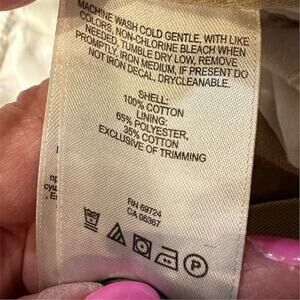 MACHINE WASH COLD GENTLE, WITH LIKE
COLORS, NON-CHLORINE BLEACH WHEN
NEEDED, TUMBLE DRY LOW, REMOVE
PROMPTLY, IRON MEDIUM, IF PRESENT DO
NOT IRON DECAL, DRYCLEANABLE.
SHELL:
100% COTTON
LINING:
65% POLYESTER,
35% COTTON
EXCLUSIVE OF TRIMMING
RN 69724
CA 05367
P